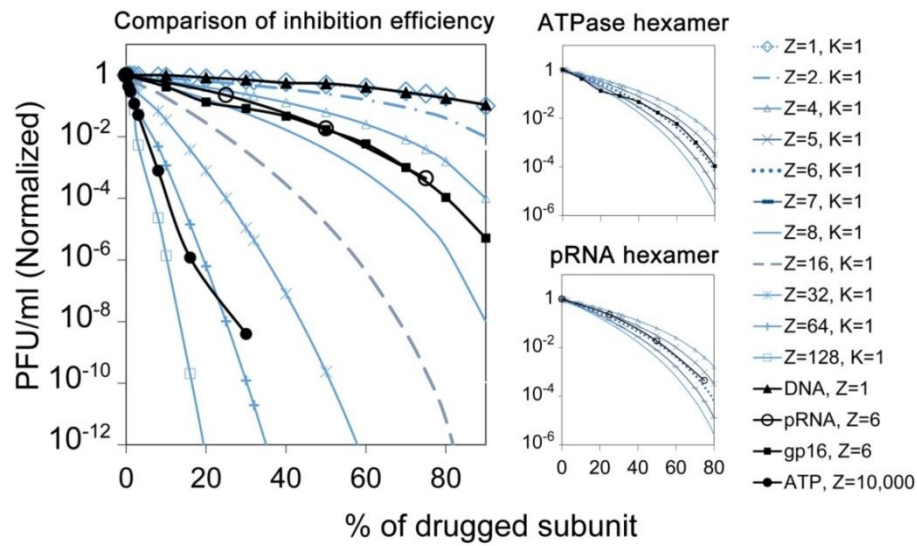 Comparison of inhibition efficiency
PFU/ml (Normalized)
1
10-2
10-4
10-6
10-8
10-10
10-12
0
20
40
60
80
% of drugged subunit
ATPase hexamer
1
10-2
10-4
10-6
0
20
40
60
80
pRNA hexamer
1
10-2
10-4
10-6
0
20
40
60
80
Z=1, K=1
Z=2. K=1
Z=4, K=1
Z=5, K=1
Z=6, K=1
Z=7, K=1
Z=8, K=1
Z=16, K=1
Z=32, K=1
Z=64, K=1
Z=128, K=1
DNA, Z=1
pRNA, Z=6
gp16, Z=6
ATP, Z=10,000